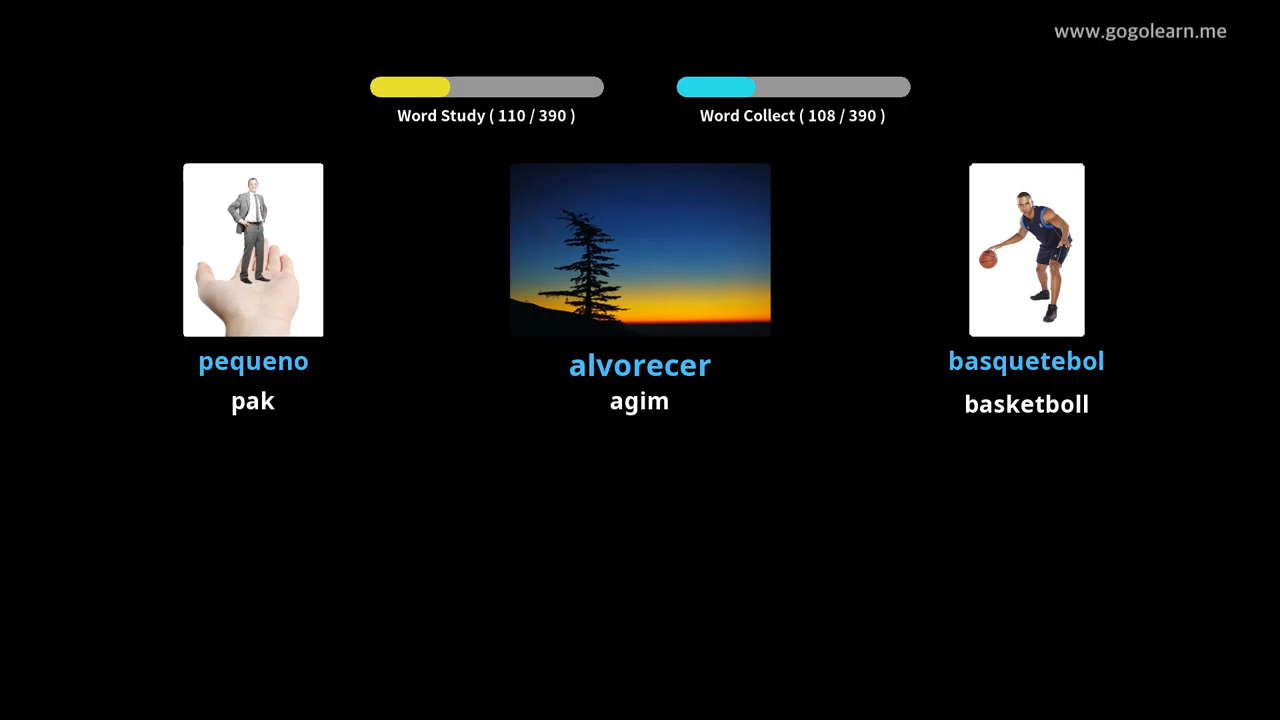 www.gogolearn.me
Word Study ( 110 / 390 )
Word Collect ( 108 / 390 )
pequeno
alvorecer
basquetebol
pak
agim
basketboll